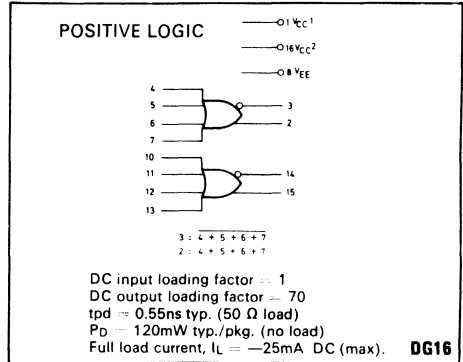 POSITIVE LOGIC
1 VCC1
16 VCC2
8 VEE
4
5
6
7
3
2
10
11
12
13
14
15
3 : 4 + 5 + 6 + 7
2 : 4 + 5 + 6 + 7
DC input loading factor = 1
DC output loading factor = 70
tpd = 0.55ns typ. (50 Ω load)
PD = 120mW typ./pkg. (no load)
Full load current, IL = −25mA DC (max). DG16